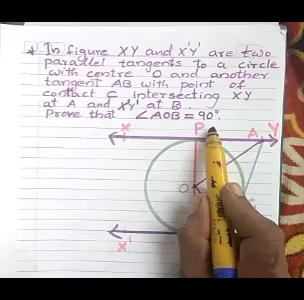 * In figure XY and X'Y' are two
parallel tangents to a circle
with centre O and another
tangent AB with point of
contact C intersecting XY
at A and X'Y' at B.
Prove that ∠AOB = 90°.
X P A Y
O
X'